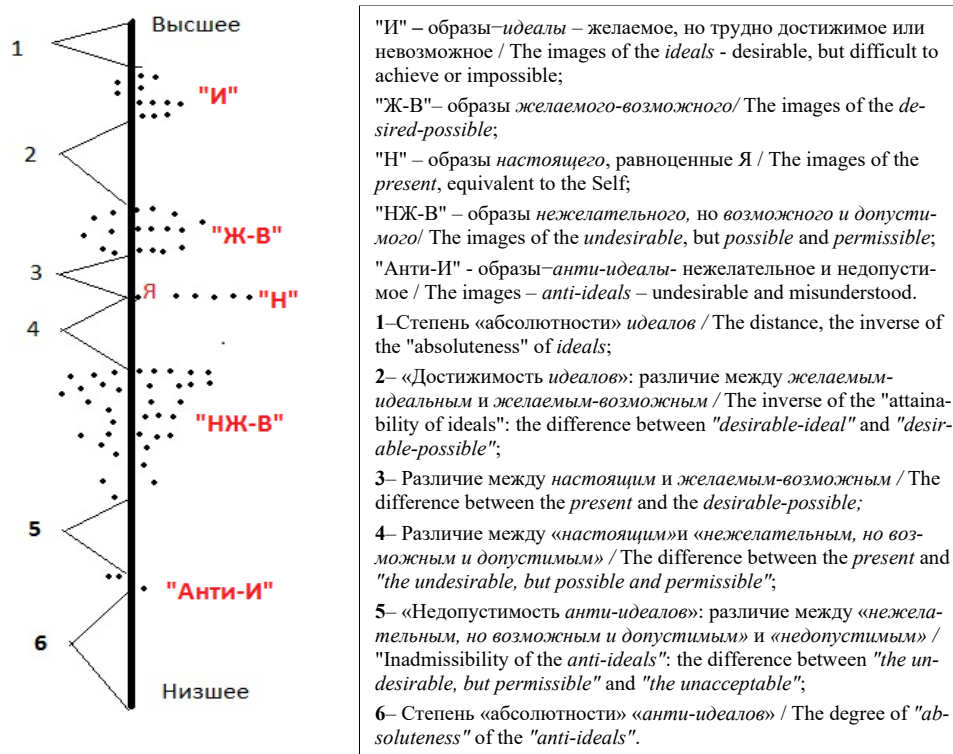 Высшее
1
"И"
2
"Ж-В"
3
Я
"Н"
4
"НЖ-В"
5
"Анти-И"
6
Низшее
"И" – образы–идеалы – желаемое, но трудно достижимое или
невозможное / The images of the ideals - desirable, but difficult to
achieve or impossible;
"Ж-В"– образы желаемого-возможного/ The images of the de-
sired-possible;
"Н" – образы настоящего, равноценные Я / The images of the
present, equivalent to the Self;
"НЖ-В" – образы нежелательного, но возможного и допусти-
мого/ The images of the undesirable, but possible and permissible;
"Анти-И" - образы–анти-идеалы- нежелательное и недопусти-
мое / The images – anti-ideals – undesirable and misunderstood.
1–Степень «абсолютности» идеалов / The distance, the inverse of
the "absoluteness" of ideals;
2– «Достижимость идеалов»: различие между желаемым-
идеальным и желаемым-возможным / The inverse of the "attaina-
bility of ideals": the difference between "desirable-ideal" and "desir-
able-possible";
3– Различие между настоящим и желаемым-возможным / The
difference between the present and the desirable-possible;
4– Различие между «настоящим»и «нежелательным, но воз-
можным и допустимым» / The difference between the present and
"the undesirable, but possible and permissible";
5– «Недопустимость анти-идеалов»: различие между «нежела-
тельным, но возможным и допустимым» и «недопустимым» /
"Inadmissibility of the anti-ideals": the difference between "the un-
desirable, but permissible" and "the unacceptable";
6– Степень «абсолютности» «анти-идеалов» / The degree of "ab-
soluteness" of the "anti-ideals".